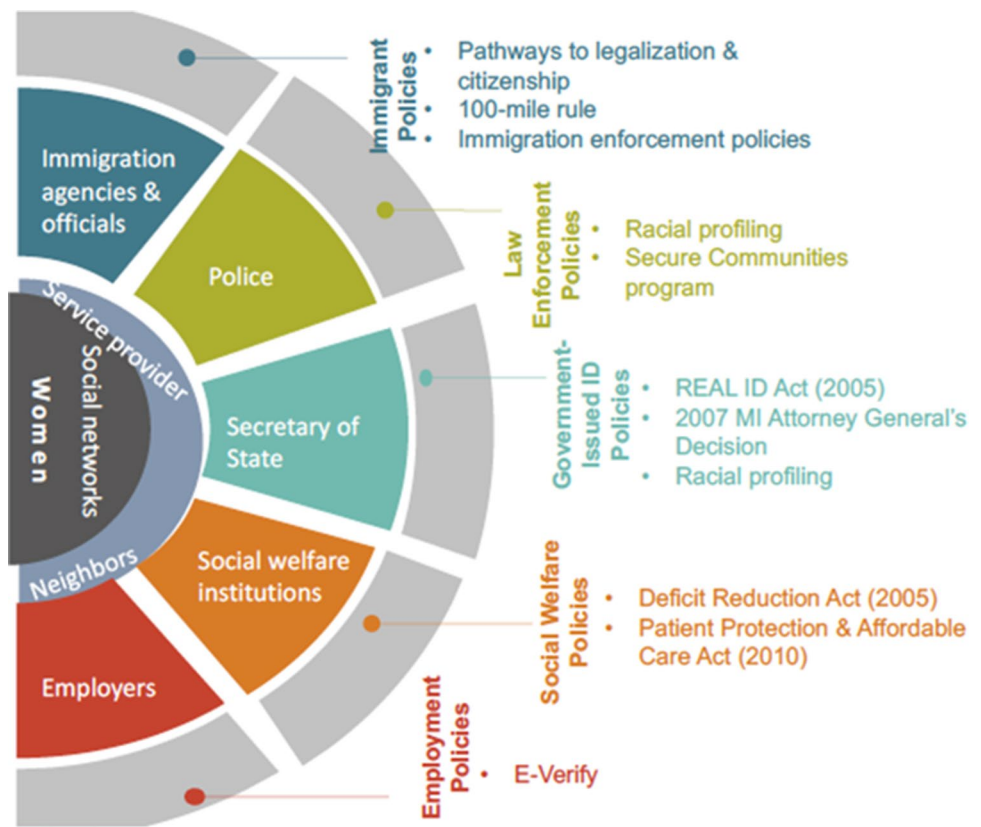 Immigrant
Policies
• Pathways to legalization &
citizenship
• 100-mile rule
• Immigration enforcement policies
Immigration
agencies &
officials
Law
Enforcement
Policies
• Racial profiling
• Secure Communities
program
Police
Service provider
Social networks
Women
Neighbors
Secretary of
State
Government-
Issued ID
Policies
• REAL ID Act (2005)
• 2007 MI Attorney General’s
Decision
• Racial profiling
Social welfare
institutions
Social Welfare
Policies
• Deficit Reduction Act (2005)
• Patient Protection & Affordable
Care Act (2010)
Employers
Employment
Policies
• E-Verify